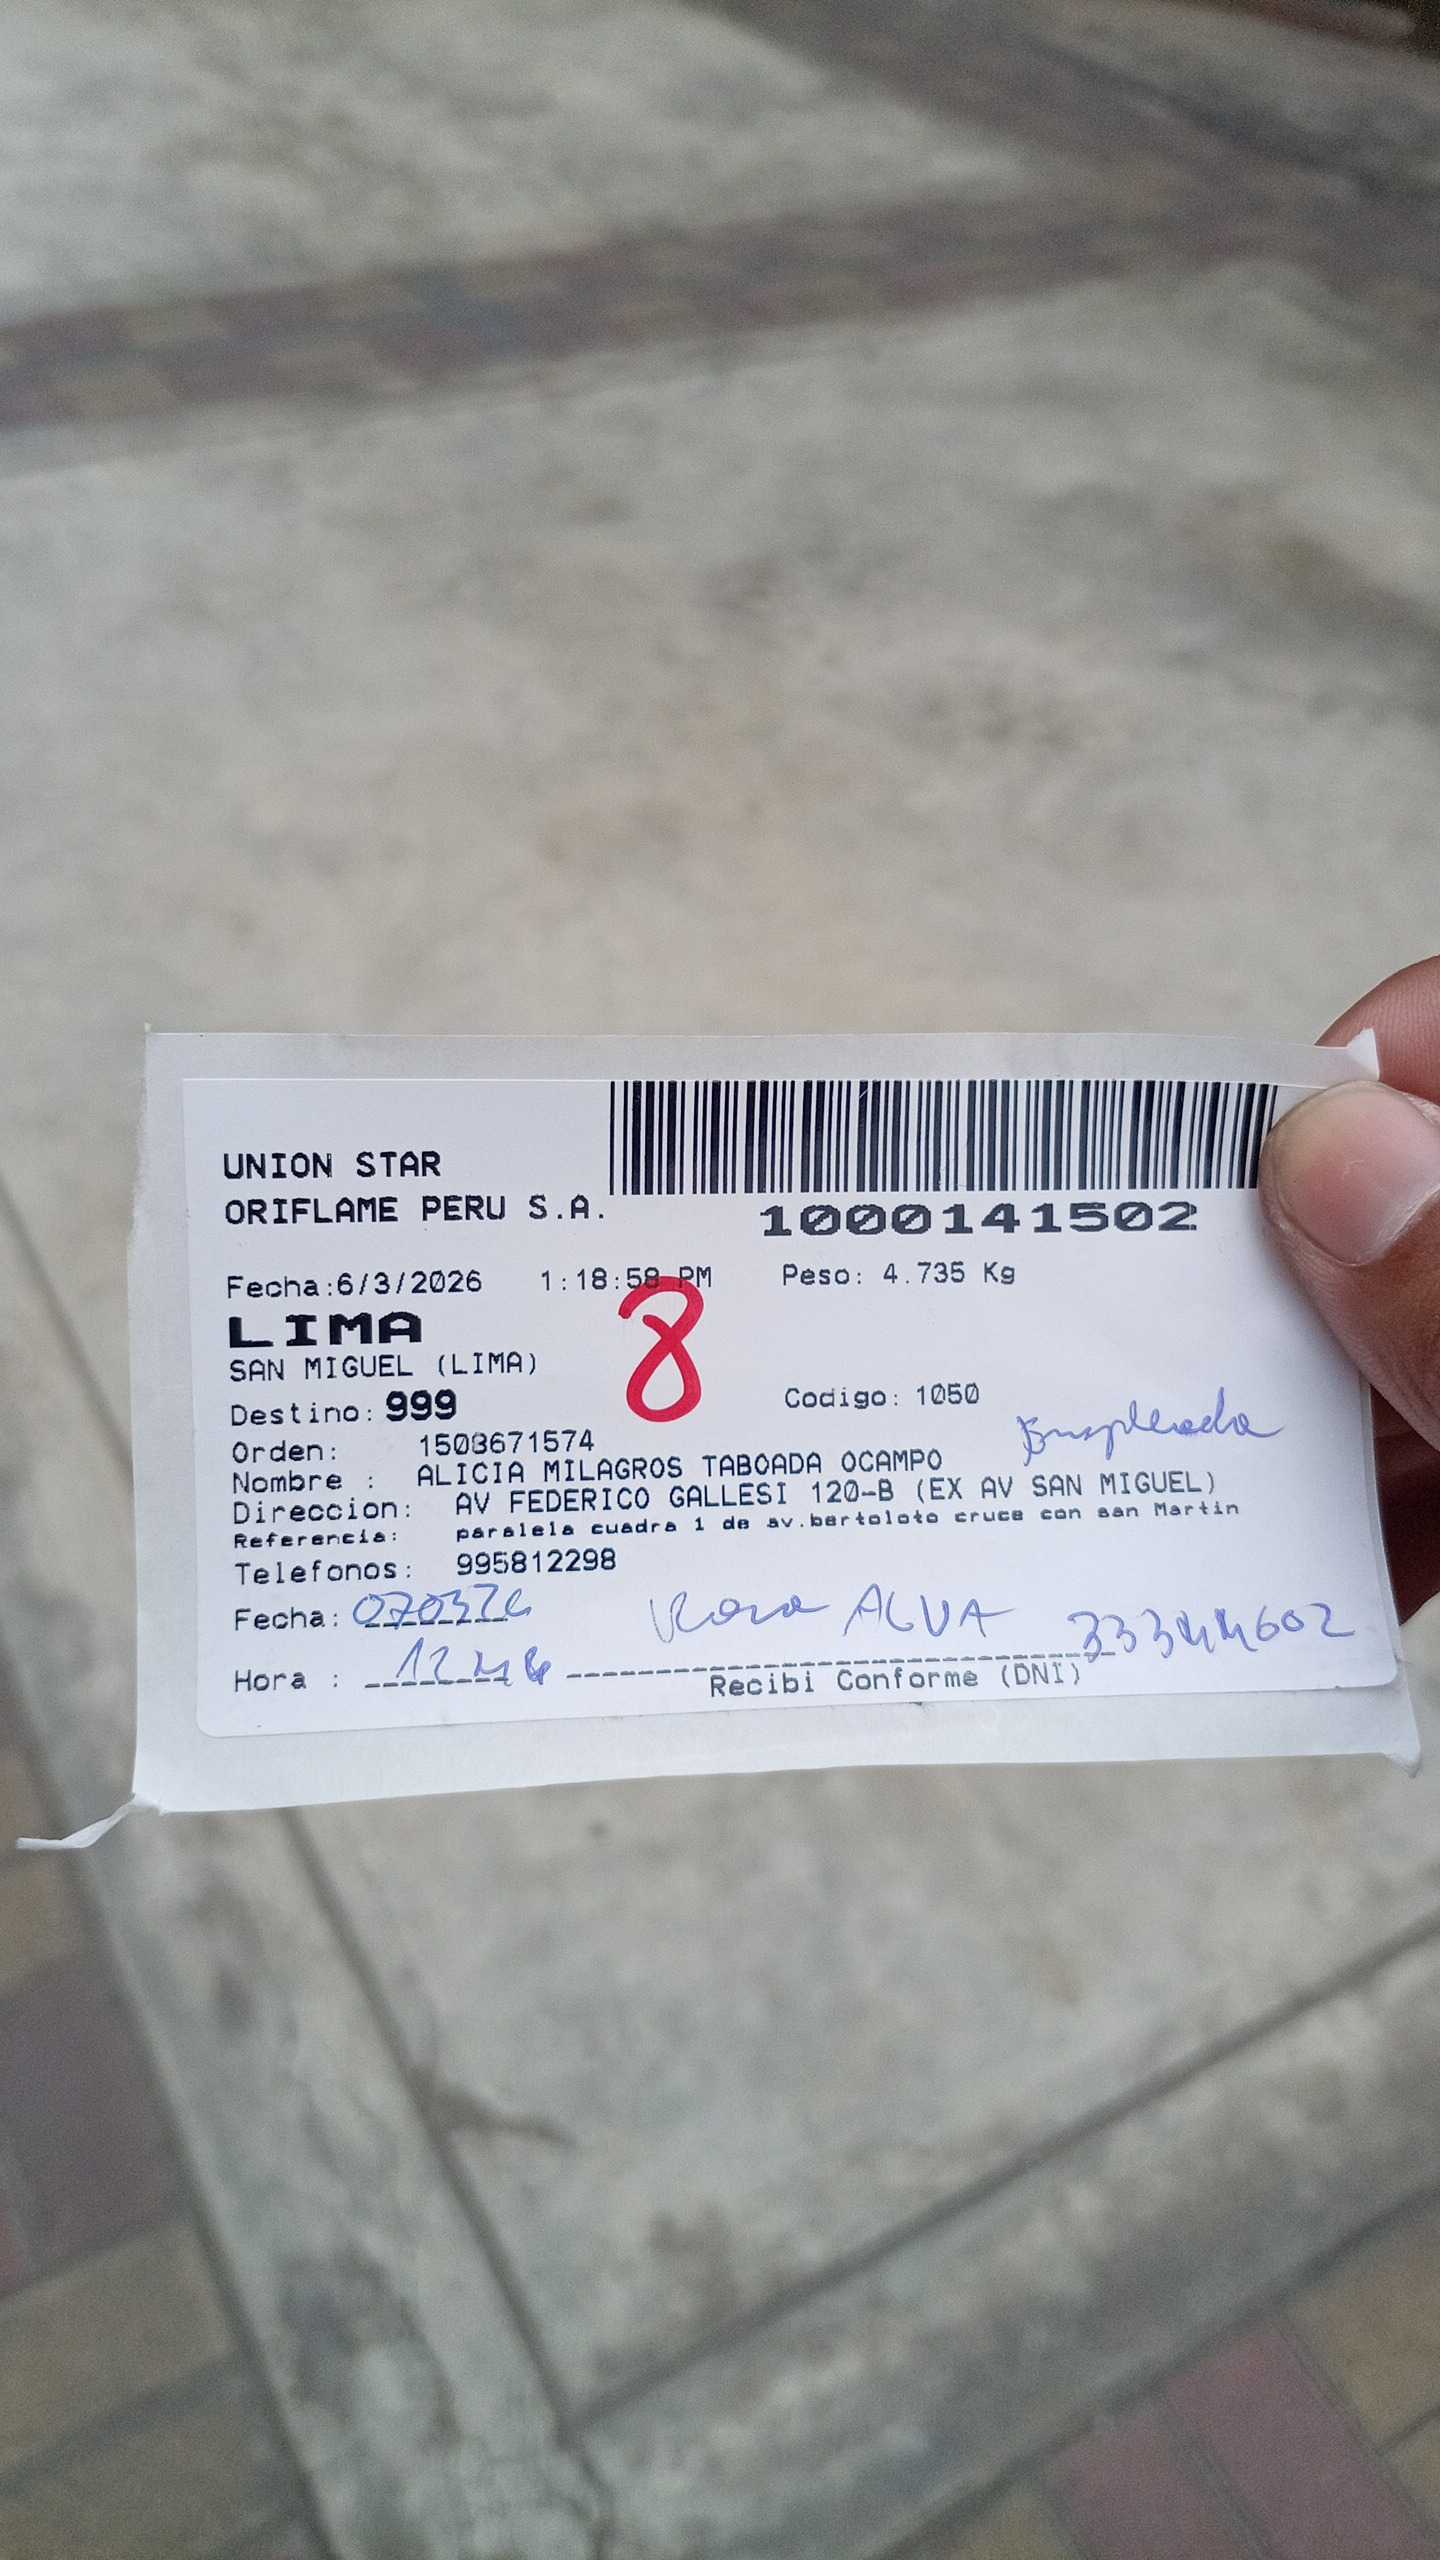 UNION STAR
ORIFLAME PERU S.A.
1000141502
Fecha:6/3/2026 1:18:58 PM Peso: 4.735 Kg
8
LIMA
SAN MIGUEL (LIMA)
Destino: 999 Codigo: 1050
Empleada
Orden: 1503671574
Nombre : ALICIA MILAGROS TABOADA OCAMPO
Direccion: AV FEDERICO GALLESI 120-B (EX AV SAN MIGUEL)
Referencia: paralela cuadra 1 de av.bertoloto cruce con san Martin
Telefonos: 995812298
Fecha: 070326 Rosa 33344602
Hora :
Recibi Conforme (DNI)